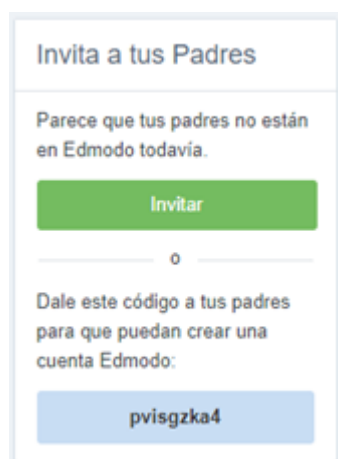 Invita a tus Padres
Parece que tus padres no están
en Edmodo todavía.
Invitar
o
Dale este código a tus padres
para que puedan crear una
cuenta Edmodo:
pvisgzka4